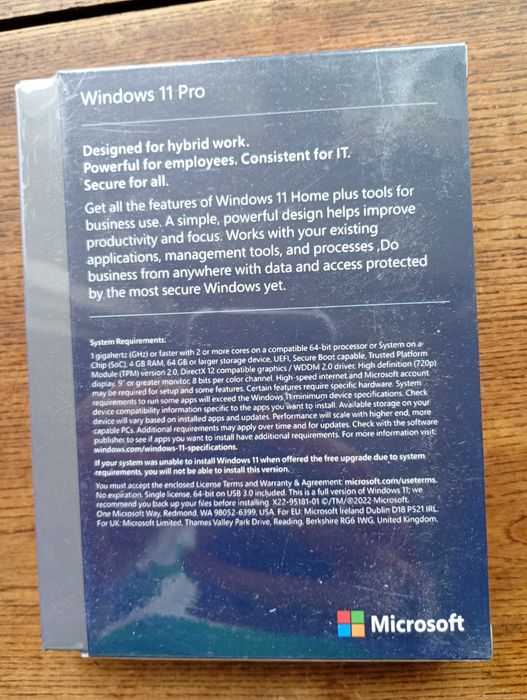 Windows 11 Pro
Designed for hybrid work.
Powerful for employees. Consistent for IT.
Secure for all.
Get all the features of Windows 11 Home plus tools for
business use. A simple, powerful design helps improve
productivity and focus. Works with your existing
applications, management tools, and processes ,Do
business from anywhere with data and access protected
by the most secure Windows yet.
System Requirements:
1 gigahertz (GHz) or faster with 2 or more cores on a compatible 64-bit processor or System on a
Chip (SoC), 4 GB RAM, 64 GB or larger storage device, UEFI, Secure Boot capable, Trusted Platform
Module (TPM) version 2.0, DirectX 12 compatible graphics / WDDM 2.0 driver, High definition (720p)
display, 9" or greater monitor, 8 bits per color channel. High-speed internet and Microsoft account
may be required for setup and some features. Certain features require specific hardware. System
requirements to run some apps will exceed the Windows 11 minimum device specifications. Check
device compatibility information specific to the apps you want to install. Available storage on your
device will vary based on installed apps and updates. Performance will scale with higher end, more
capable PCs. Additional requirements may apply over time and for updates. Check with the software
publisher to see if apps you want to install have additional requirements. For more information visit:
windows.com/windows-11-specifications.
If your system was unable to install Windows 11 when offered the free upgrade due to system
requirements, you will not be able to install this version.
You must accept the enclosed License Terms and Warranty & Agreement: microsoft.com/useterms.
No expiration. Single license, 64-bit on USB 3.0 included. This is a full version of Windows 11; we
recommend you back up your files before installing. X22-95181-01 ©/TM/®2022 Microsoft.
One Microsoft Way, Redmond, WA 98052-6399, USA. For EU: Microsoft Ireland Dublin D18 P521 IRL.
For UK: Microsoft Limited, Thames Valley Park Drive, Reading, Berkshire RG6 1WG, United Kingdom.
Microsoft